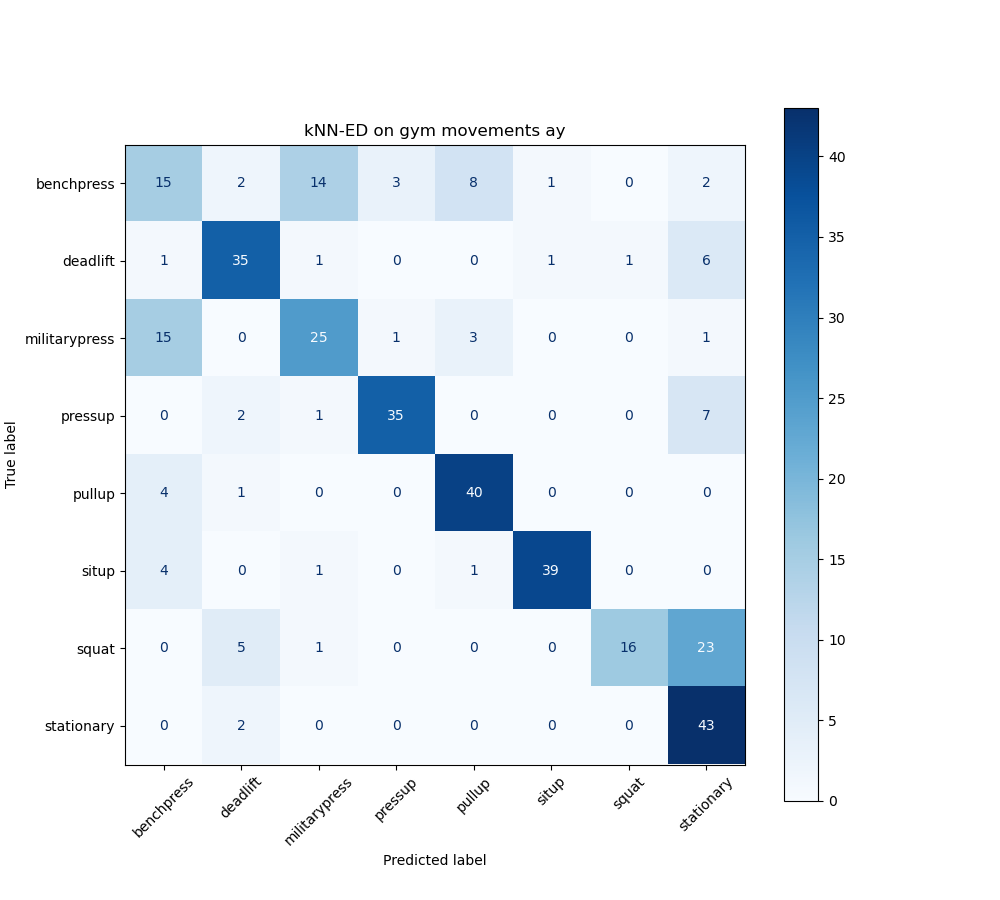 kNN-ED on gym movements ay
True label
benchpress 15 2 14 3 8 1 0 2
deadlift 1 35 1 0 0 1 1 6
militarypress 15 0 25 1 3 0 0 1
pressup 0 2 1 35 0 0 0 7
pullup 4 1 0 0 40 0 0 0
situp 4 0 1 0 1 39 0 0
squat 0 5 1 0 0 0 16 23
stationary 0 2 0 0 0 0 0 43
benchpress deadlift militarypress pressup pullup situp squat stationary
Predicted label
40
35
30
25
20
15
10
5
0